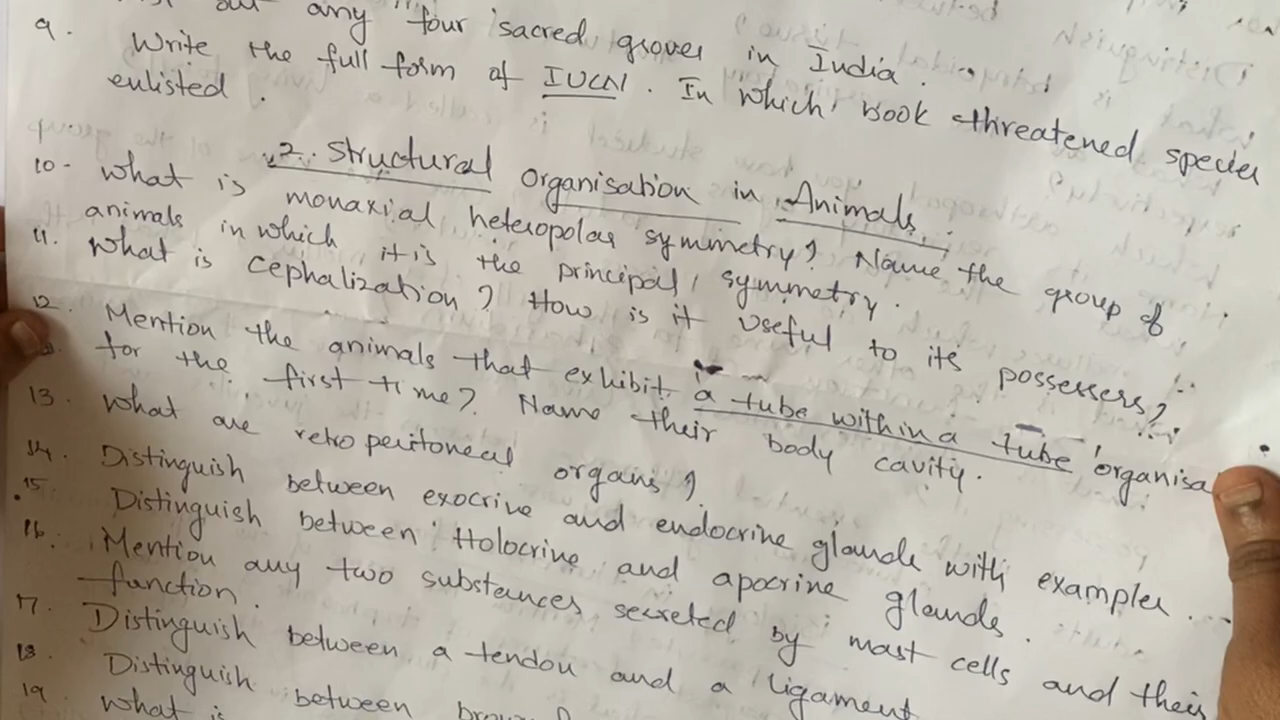 any four sacred groves in India.
9. Write the full form of IUCN. In which book threatened species
enlisted.
2. Structural organisation in Animals.
10- What is monaxial heteropolar symmetry? Name the group of
animals in which it is the principal symmetry.
11. What is cephalization? How is it useful to its possessers?
12. Mention the animals that exhibit a tube within a tube 'organisa
for the first time? Name their body cavity.
13. What are retroperitoneal organs?
14. Distinguish between exocrine and endocrine glands with examples.
15 Distinguish between Holocrine and apocrine glands.
16. Mention any two substances secreted by mast cells and their
function.
17. Distinguish between a tendon and a ligament
18. Distinguish between
19 What is